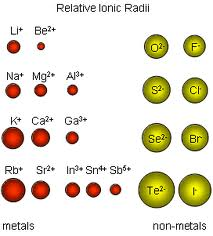 Relative Ionic Radii
Li+ Be2+
O2- F-
Na+ Mg2+ Al3+
S2- Cl-
K+ Ca2+ Ga3+
Se2- Br-
Rb+ Sr2+ In3+ Sn4+ Sb5+
Te2- I-
metals non-metals